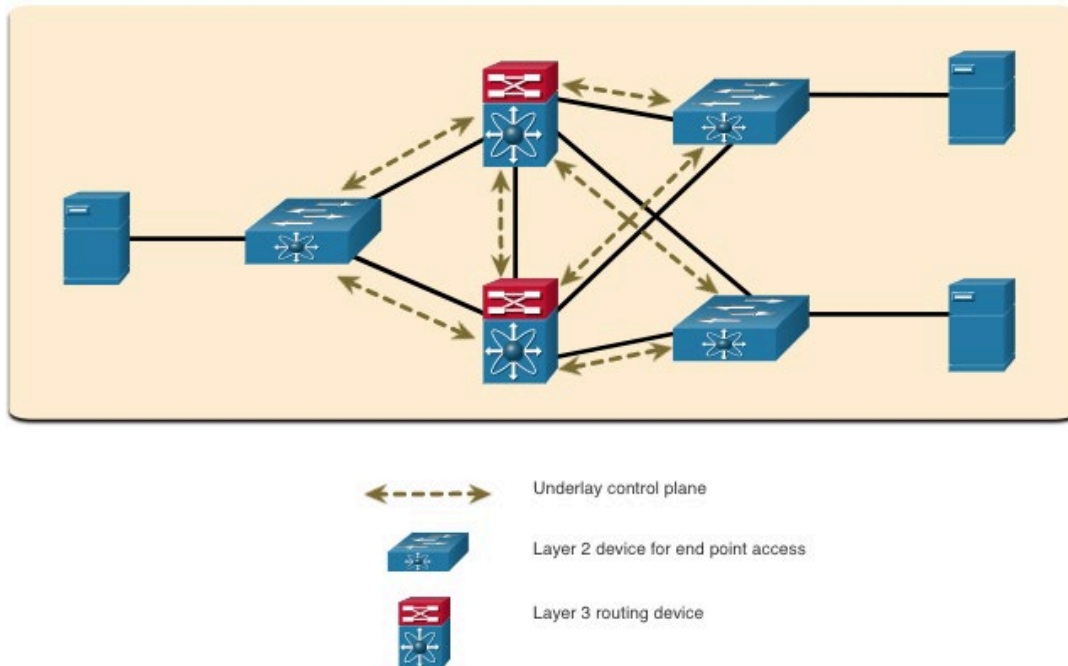 Underlay control plane
Layer 2 device for end point access
Layer 3 routing device